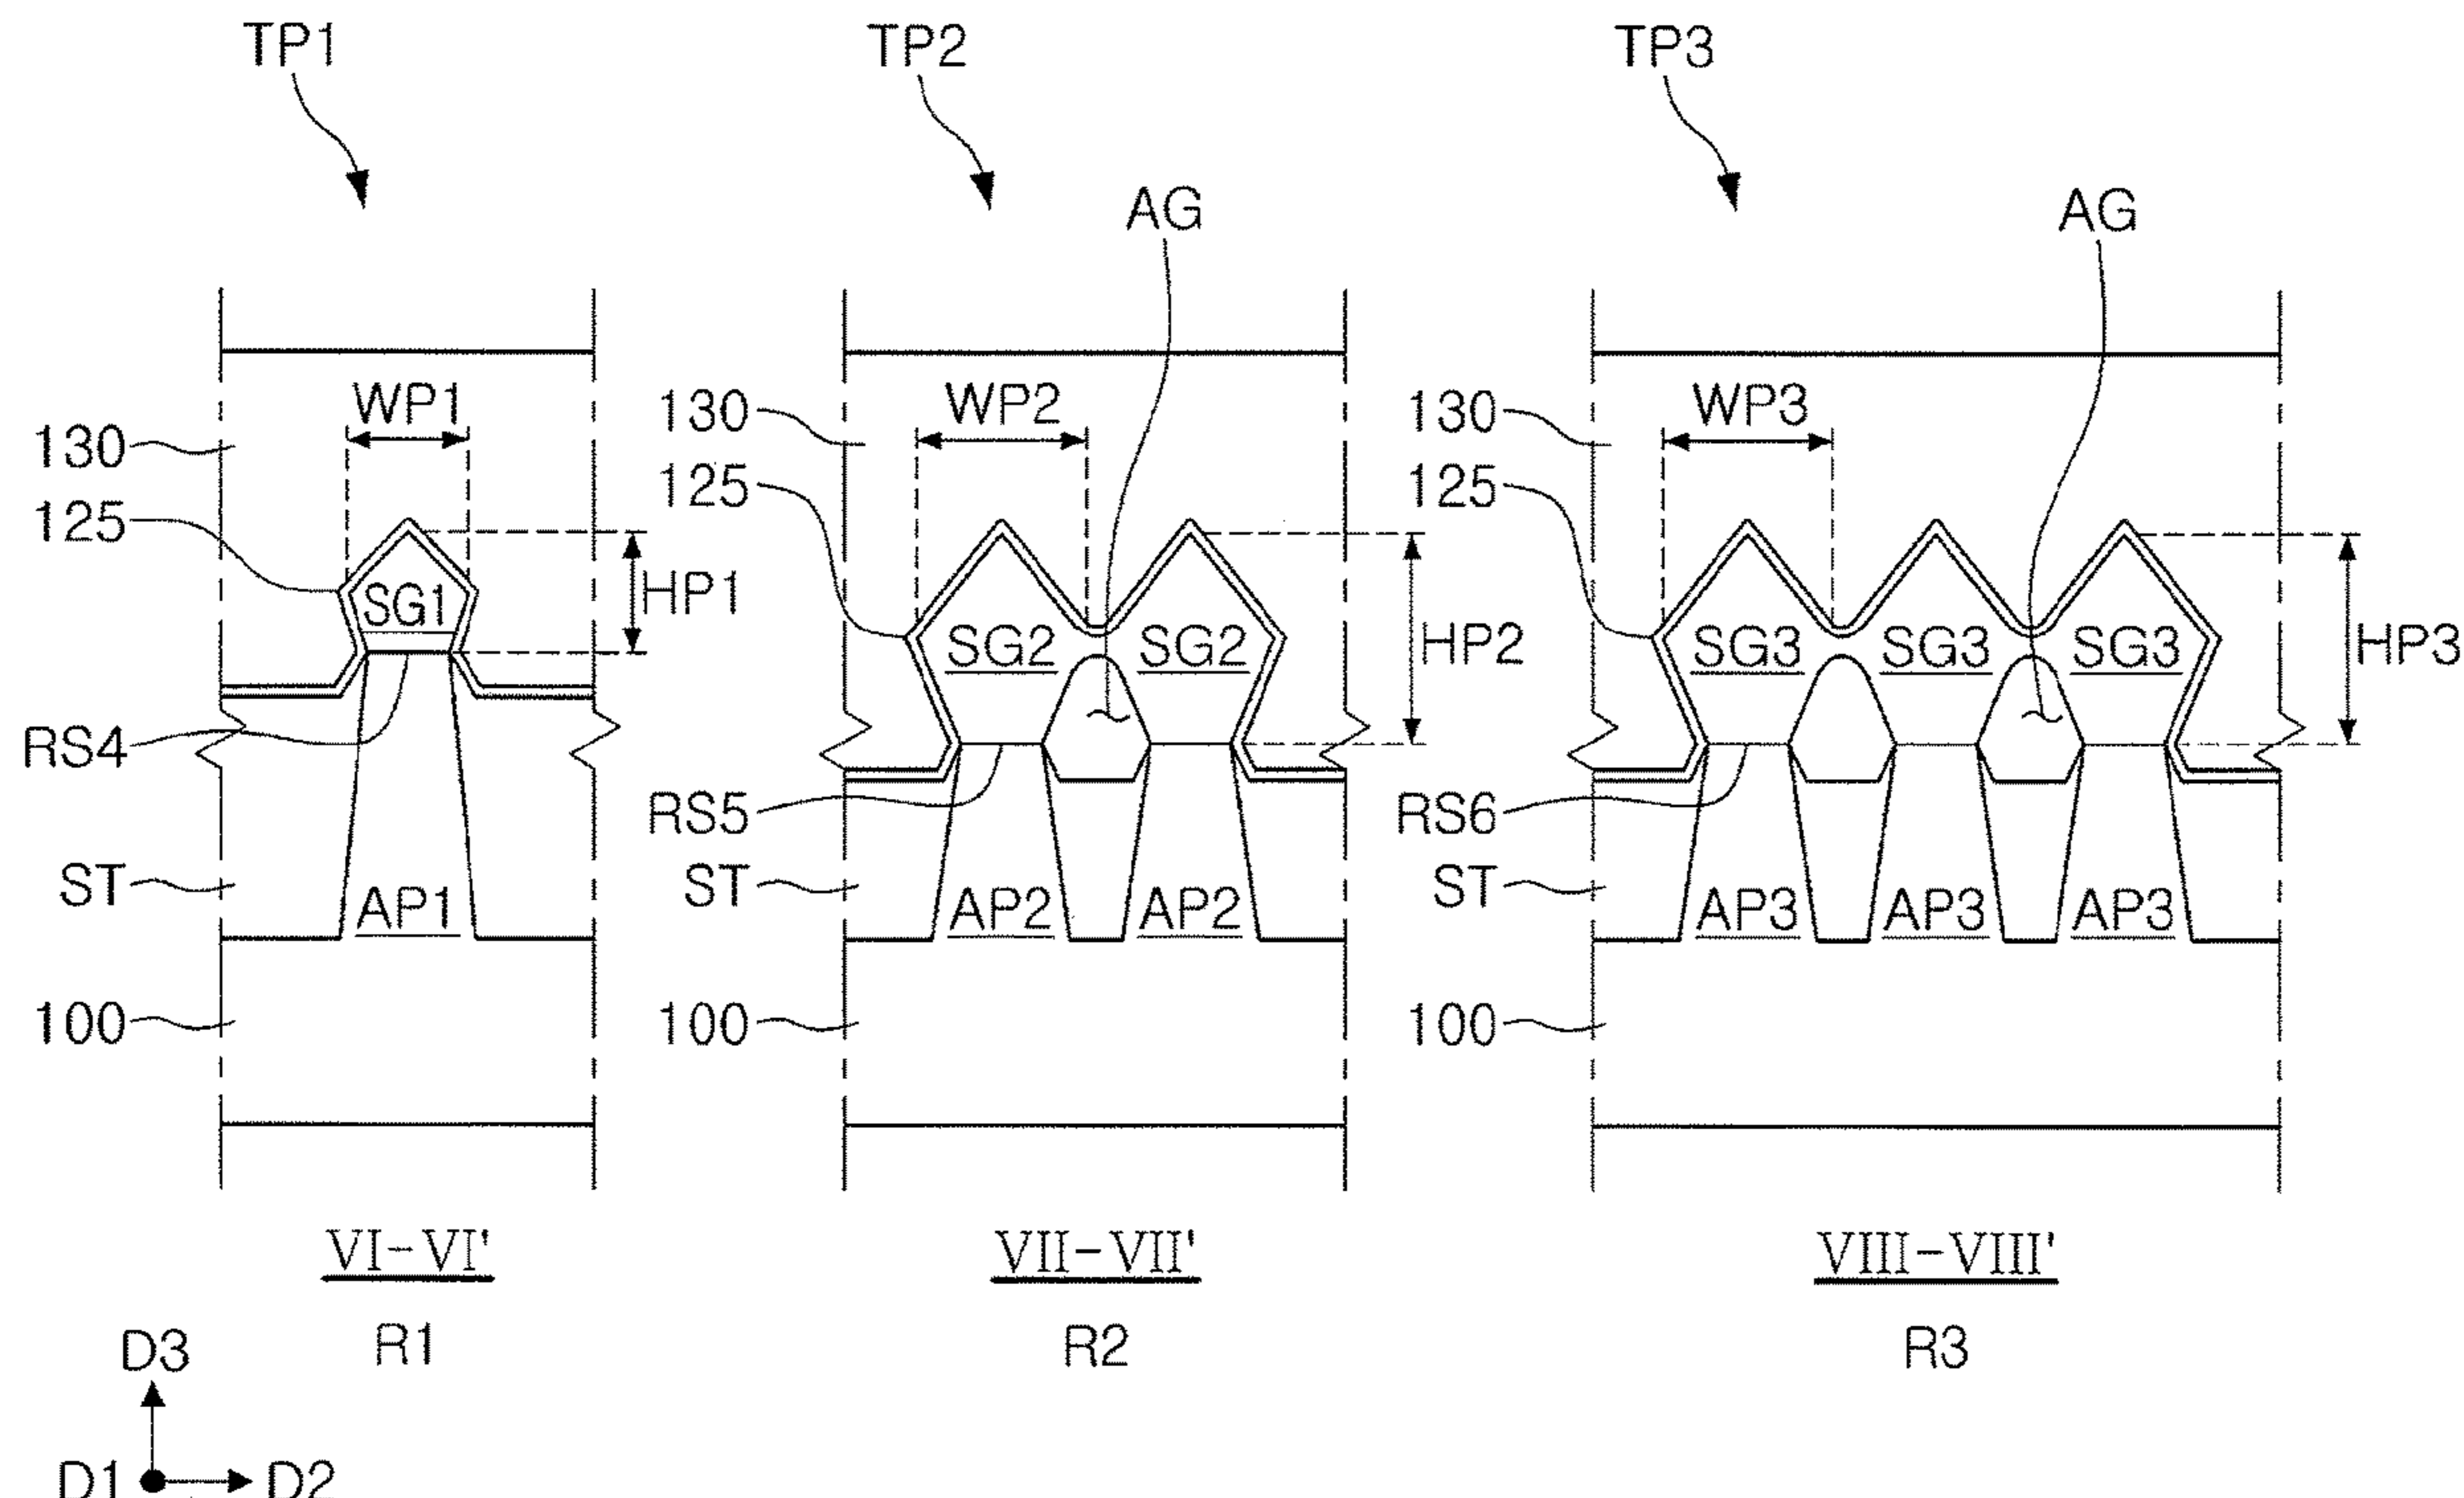 TP1 TP2 TP3
AG AG
WP1 WP2 WP3
130 130 130
125 125 125
SG1 HP1
SG2 SG2 HP2
SG3 SG3 SG3 HP3
RS4 RS5 RS6
ST ST ST
AP1 AP2 AP2 AP3 AP3 AP3
100 100 100
VI-VI' VII-VII' VIII-VIII'
R1 R2 R3
D3
D1 D2